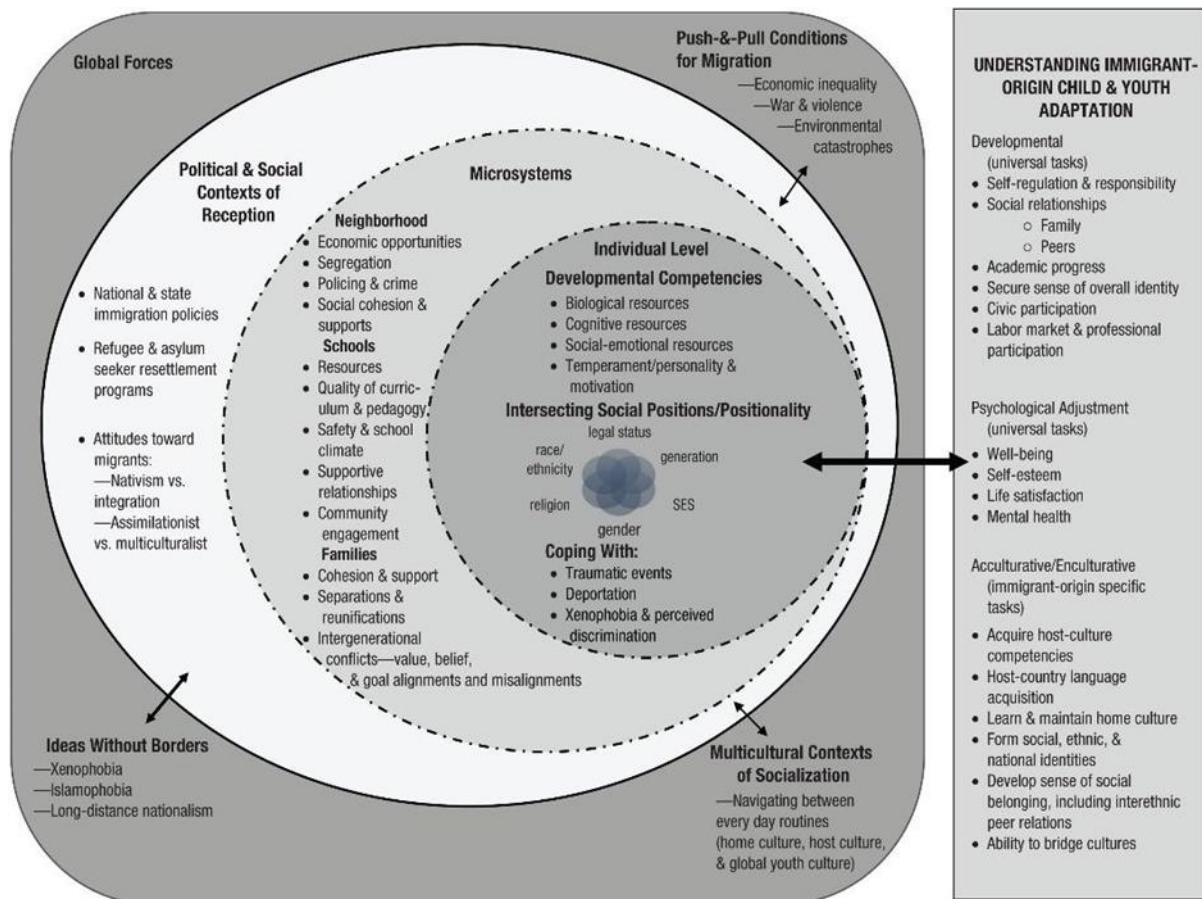 Global Forces
Push-&-Pull Conditions
for Migration
—Economic inequality
—War & violence
—Environmental
catastrophes
Political & Social
Contexts of
Reception
• National & state
immigration policies
• Refugee & asylum
seeker resettlement
programs
• Attitudes toward
migrants:
—Nativism vs.
integration
—Assimilationist
vs. multiculturalist
Microsystems
Neighborhood
• Economic opportunities
• Segregation
• Policing & crime
• Social cohesion &
supports
Schools
• Resources
• Quality of curric-
ulum & pedagogy
• Safety & school
climate
• Supportive
relationships
• Community
engagement
Families
• Cohesion & support
• Separations &
reunifications
• Intergenerational
conflicts—value, belief,
& goal alignments and misalignments
Individual Level
Developmental Competencies
• Biological resources
• Cognitive resources
• Social-emotional resources
• Temperament/personality &
motivation
Intersecting Social Positions/Positionality
legal status
race/
ethnicity
generation
religion
SES
gender
Coping With:
• Traumatic events
• Deportation
• Xenophobia & perceived
discrimination
Ideas Without Borders
—Xenophobia
—Islamophobia
—Long-distance nationalism
Multicultural Contexts
of Socialization
—Navigating between
every day routines
(home culture, host culture,
& global youth culture)
UNDERSTANDING IMMIGRANT-
ORIGIN CHILD & YOUTH
ADAPTATION
Developmental
(universal tasks)
• Self-regulation & responsibility
• Social relationships
○ Family
○ Peers
• Academic progress
• Secure sense of overall identity
• Civic participation
• Labor market & professional
participation
Psychological Adjustment
(universal tasks)
• Well-being
• Self-esteem
• Life satisfaction
• Mental health
Acculturative/Enculturative
(immigrant-origin specific
tasks)
• Acquire host-culture
competencies
• Host-country language
acquisition
• Learn & maintain home culture
• Form social, ethnic, &
national identities
• Develop sense of social
belonging, including interethnic
peer relations
• Ability to bridge cultures